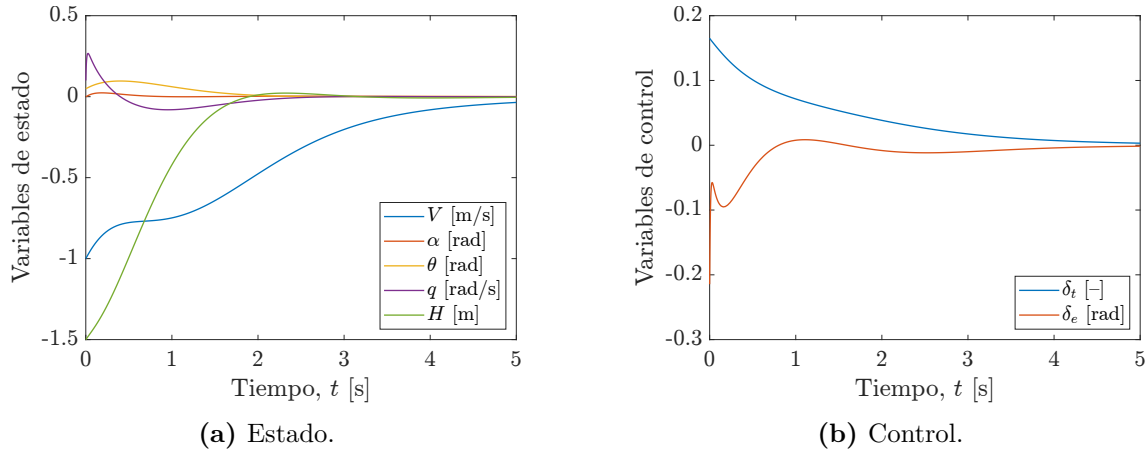 0.5
0
-0.5
-1
-1.5
0 1 2 3 4 5
Variables de estado
Tiempo, t [s]
V [m/s]
α [rad]
θ [rad]
q [rad/s]
H [m]
(a) Estado.
0.2
0.1
0
-0.1
-0.2
-0.3
0 1 2 3 4 5
Variables de control
Tiempo, t [s]
δt [–]
δe [rad]
(b) Control.